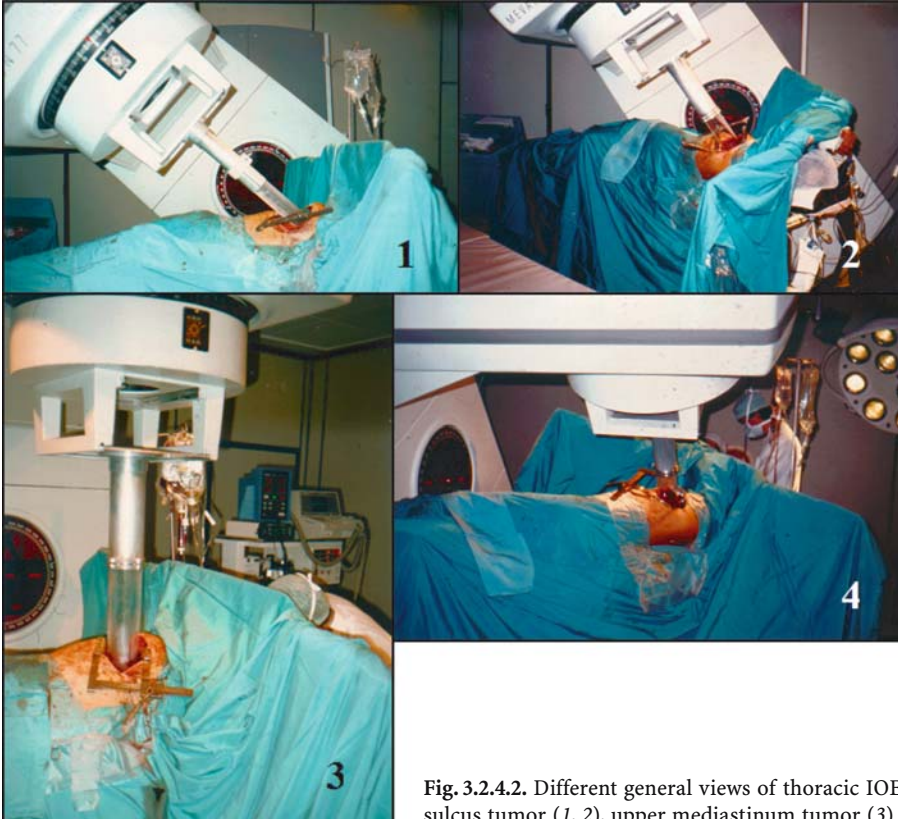 1
MEVA
2
3
4
Fig. 3.2.4.2. Different general views of thoracic IOE
sulcus tumor (1, 2), upper mediastinum tumor (3)